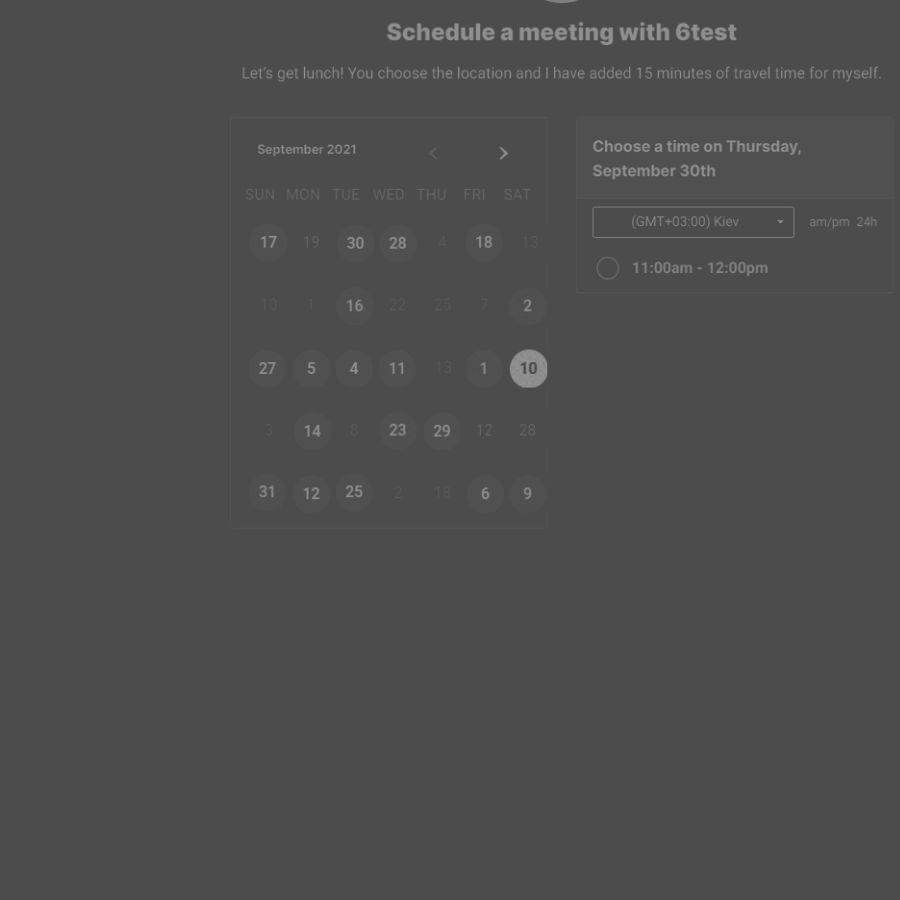 Schedule a meeting with 6test
Let's get lunch! You choose the location and I have added 15 minutes of travel time for myself.
September 2021
SUN MON TUE WED THU FRI SAT
17 19 30 28 4 18 13
10 1 16 22 25 7 2
27 5 4 11 13 1 10
3 14 8 23 29 12 28
31 12 25 2 18 6 9
Choose a time on Thursday,
September 30th
(GMT+03:00) Kiev am/pm 24h
11:00am - 12:00pm